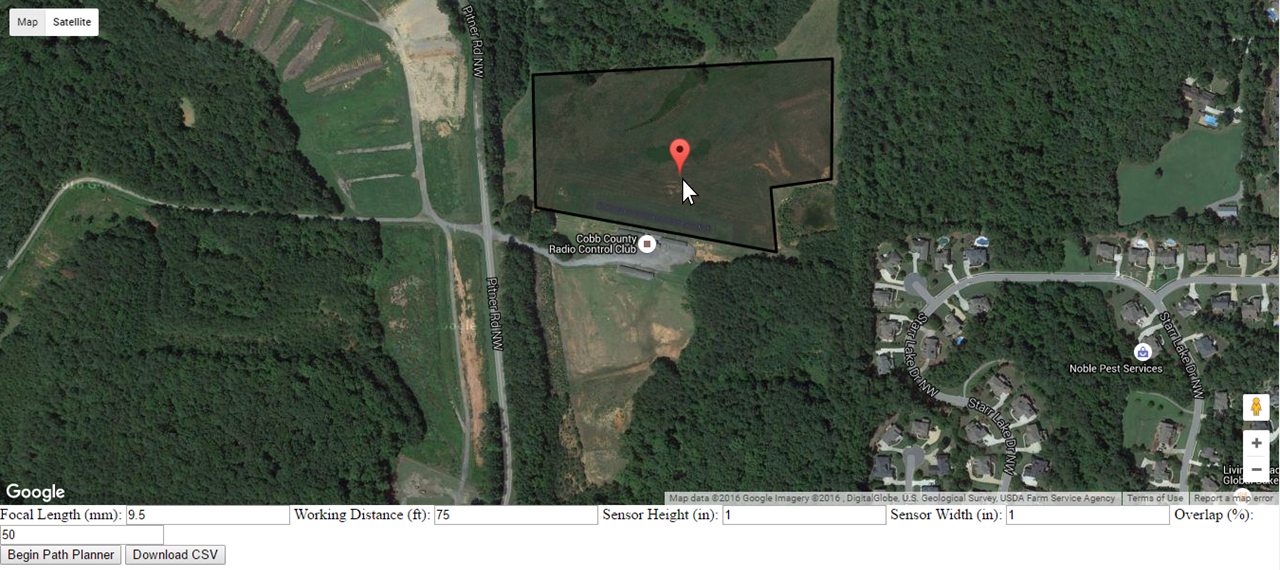 Map Satellite
Pitner Rd NW
Cobb County
Radio Control Club
Pitner Rd NW
Starr Lake Dr NW
Starr Lake Dr NW
Noble Pest Services
Starr Lake Dr NW
Google
Map data ©2016 Google Imagery ©2016 , DigitalGlobe, U.S. Geological Survey, USDA Farm Service Agency Terms of Use Report a map error
Focal Length (mm): 9.5 Working Distance (ft): 75 Sensor Height (in): 1 Sensor Width (in): 1 Overlap (%):
50
Begin Path Planner Download CSV